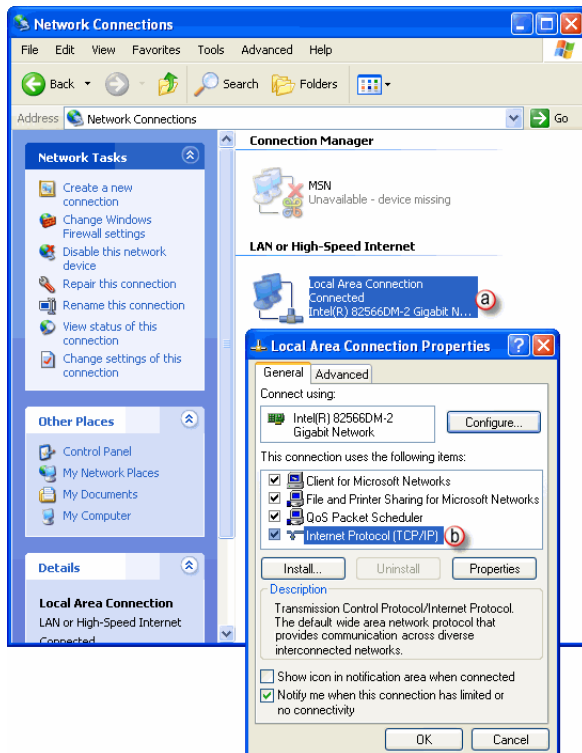 Network Connections
File Edit View Favorites Tools Advanced Help
Back Search Folders
Address Network Connections Go
Network Tasks
Create a new
connection
Change Windows
Firewall settings
Disable this network
device
Repair this connection
Rename this connection
View status of this
connection
Change settings of this
connection
Other Places
Control Panel
My Network Places
My Documents
My Computer
Details
Local Area Connection
LAN or High-Speed Internet
Connected
Connection Manager
MSN
Unavailable - device missing
LAN or High-Speed Internet
Local Area Connection
Connected
Intel(R) 82566DM-2 Gigabit N...
a
Local Area Connection Properties
General Advanced
Connect using:
Intel(R) 82566DM-2
Gigabit Network
Configure...
This connection uses the following items:
Client for Microsoft Networks
File and Printer Sharing for Microsoft Networks
QoS Packet Scheduler
Internet Protocol (TCP/IP) b
Install... Uninstall Properties
Description
Transmission Control Protocol/Internet Protocol.
The default wide area network protocol that
provides communication across diverse
interconnected networks.
Show icon in notification area when connected
Notify me when this connection has limited or
no connectivity
OK Cancel